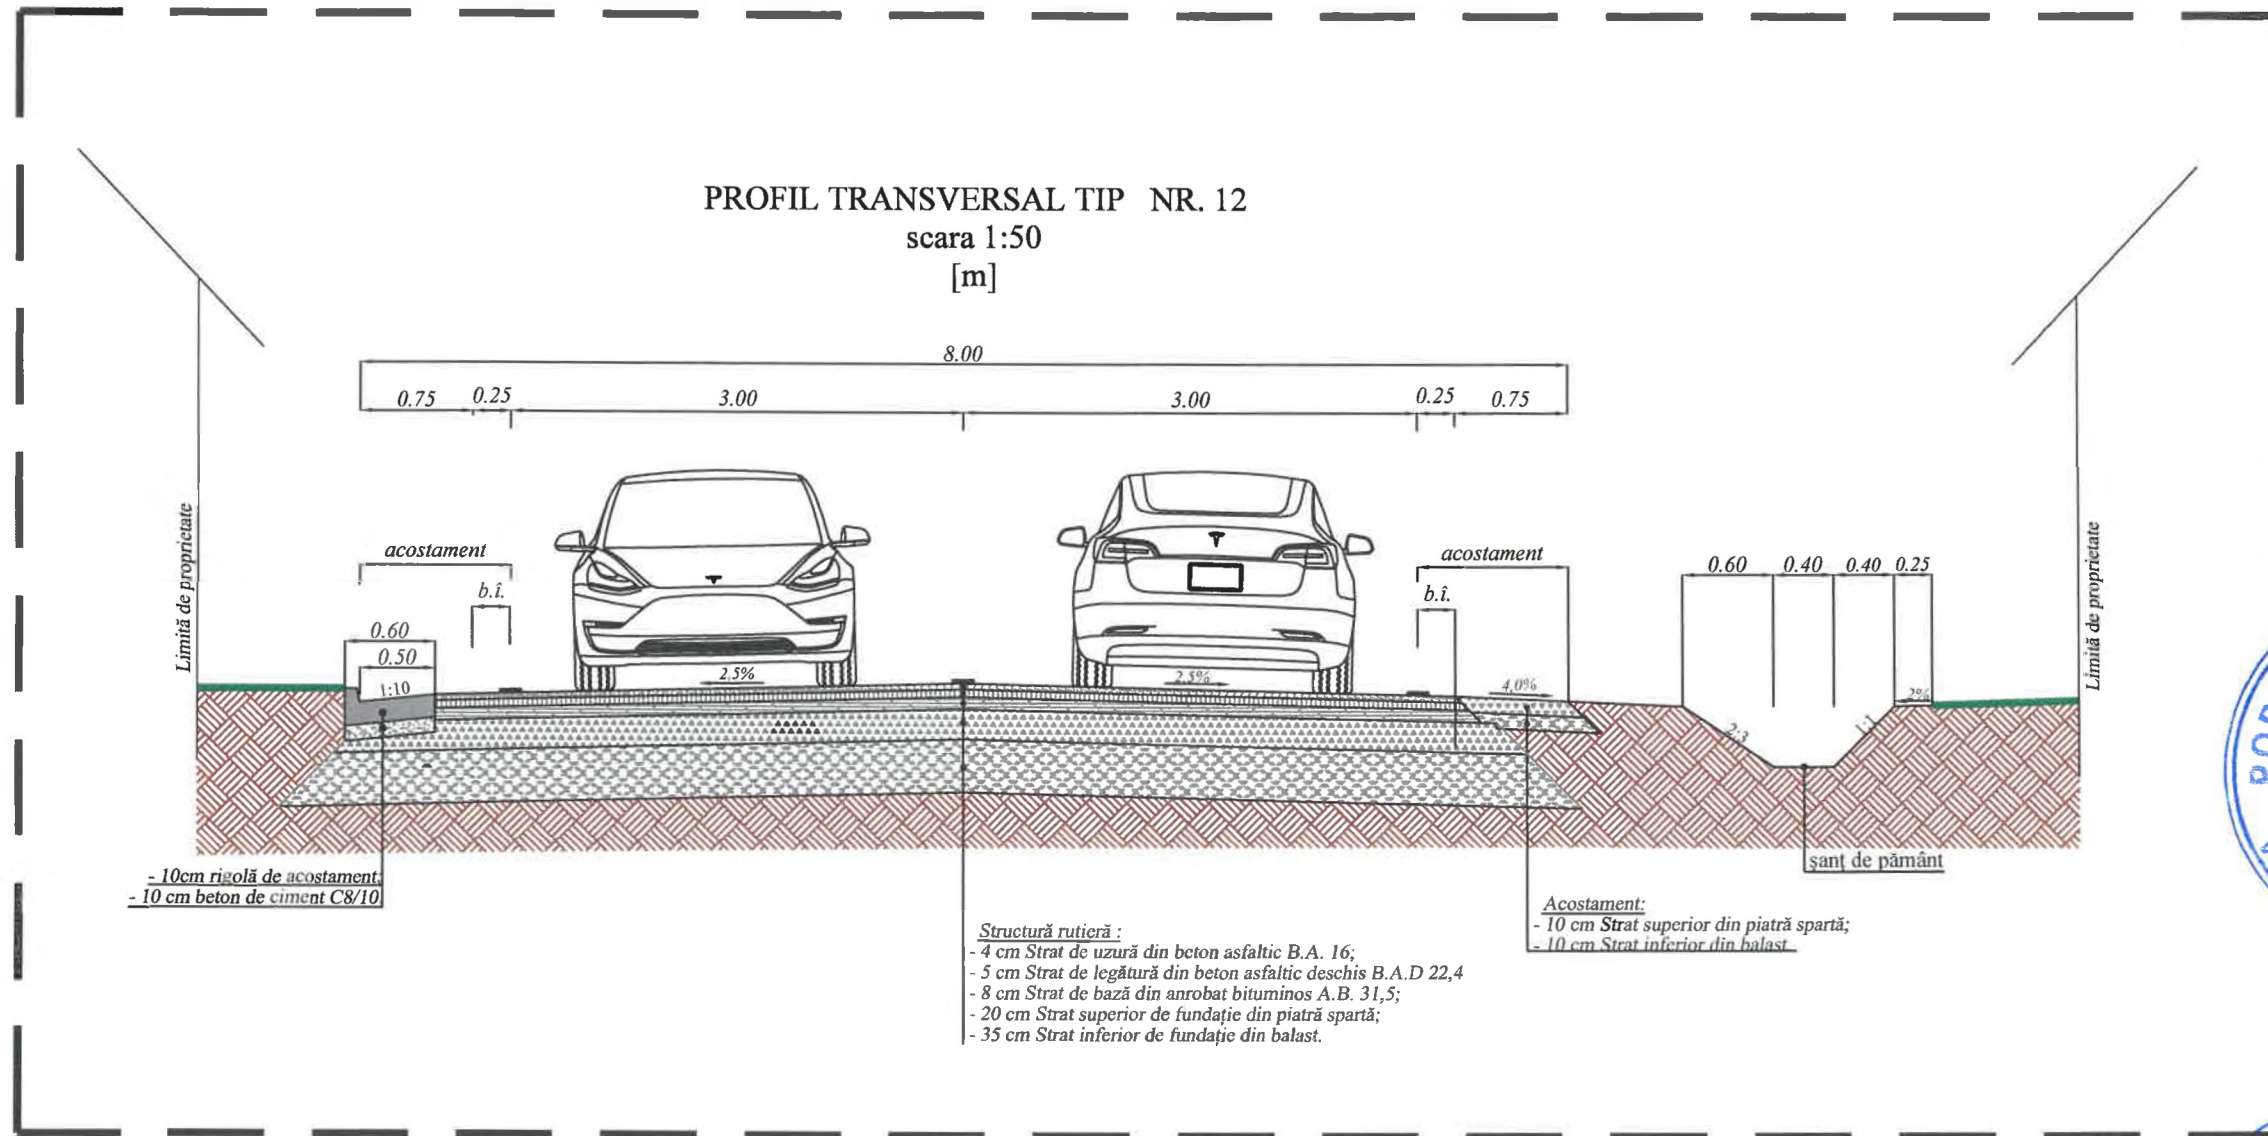 PROFIL TRANSVERSAL TIP NR. 12
scara 1:50
[m]
8.00
0.75 0.25 3.00 3.00 0.25 0.75
Limită de proprietate
Limită de proprietate
acostament
b.î.
acostament
b.î.
0.60 0.40 0.40 0.25
0.60
0.50
1:10
2,5%
2,5%
4,0%
2%
2:3
1:1
șanț de pământ
- 10cm rigolă de acostament;
- 10 cm beton de ciment C8/10
Structură rutieră :
- 4 cm Strat de uzură din beton asfaltic B.A. 16;
- 5 cm Strat de legătură din beton asfaltic deschis B.A.D 22,4
- 8 cm Strat de bază din anrobat bituminos A.B. 31,5;
- 20 cm Strat superior de fundație din piatră spartă;
- 35 cm Strat inferior de fundație din balast.
Acostament:
- 10 cm Strat superior din piatră spartă;
- 10 cm Strat inferior din balast